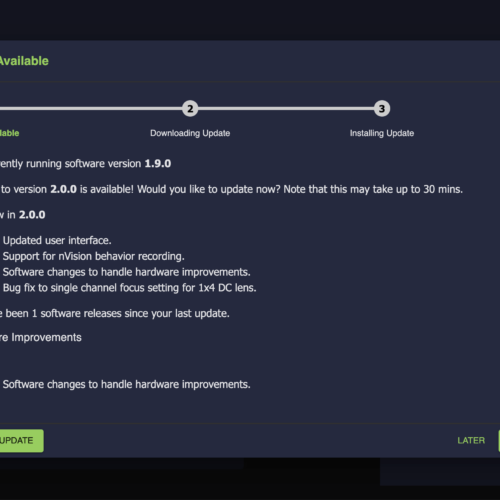 Available
2
3
Downloading Update
Installing Update
running software version 1.9.0
to version 2.0.0 is available! Would you like to update now? Note that this may take up to 30 mins.
in 2.0.0
Updated user interface.
Support for nVision behavior recording.
Software changes to handle hardware improvements.
Bug fix to single channel focus setting for 1x4 DC lens.
been 1 software releases since your last update.
Improvements
Software changes to handle hardware improvements.
UPDATE
LATER